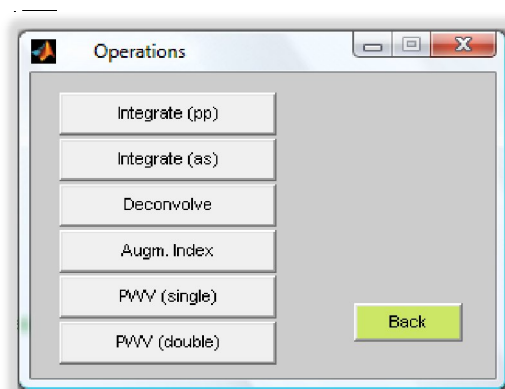 Operations
Integrate (pp)
Integrate (as)
Deconvolve
Augm. Index
PWV (single)
PWV (double)
Back